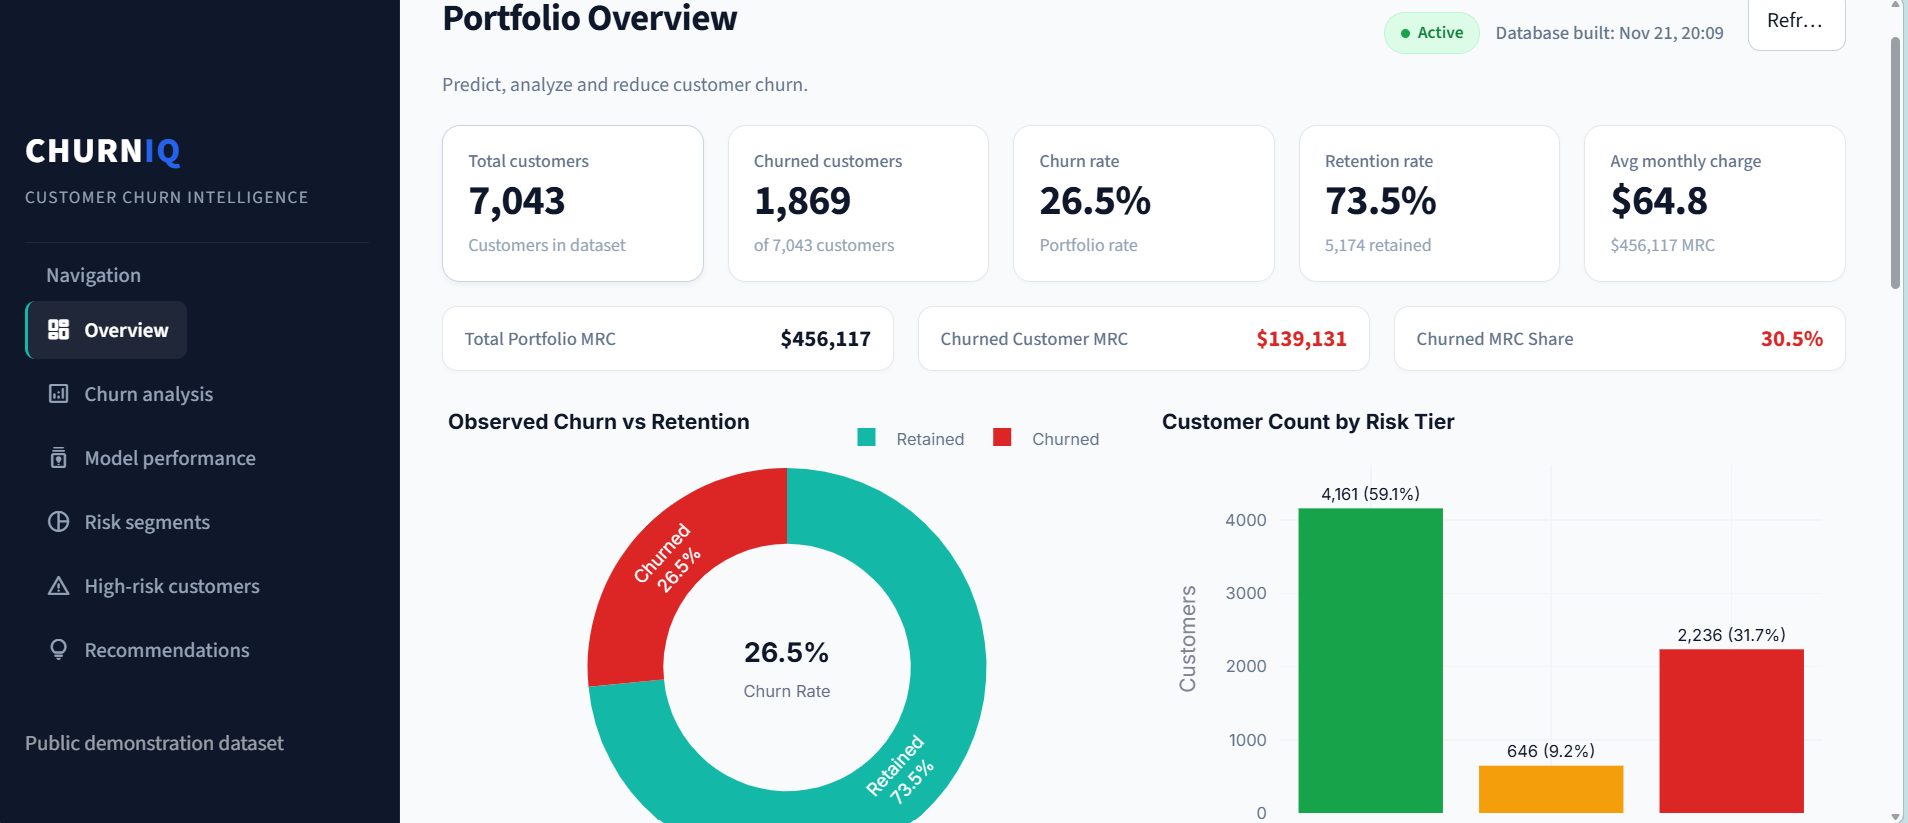 Portfolio Overview
Active
Database built: Nov 21, 20:09
Refr...
Predict, analyze and reduce customer churn.
CHURNIQ
CUSTOMER CHURN INTELLIGENCE
Navigation
Overview
Churn analysis
Model performance
Risk segments
High-risk customers
Recommendations
Public demonstration dataset
Total customers
7,043
Customers in dataset
Churned customers
1,869
of 7,043 customers
Churn rate
26.5%
Portfolio rate
Retention rate
73.5%
5,174 retained
Avg monthly charge
$64.8
$456,117 MRC
Total Portfolio MRC
$456,117
Churned Customer MRC
$139,131
Churned MRC Share
30.5%
Observed Churn vs Retention
Retained
Churned
Churned
26.5%
26.5%
Churn Rate
Retained
73.5%
Customer Count by Risk Tier
Customers
4000
3000
2000
1000
0
4,161 (59.1%)
646 (9.2%)
2,236 (31.7%)